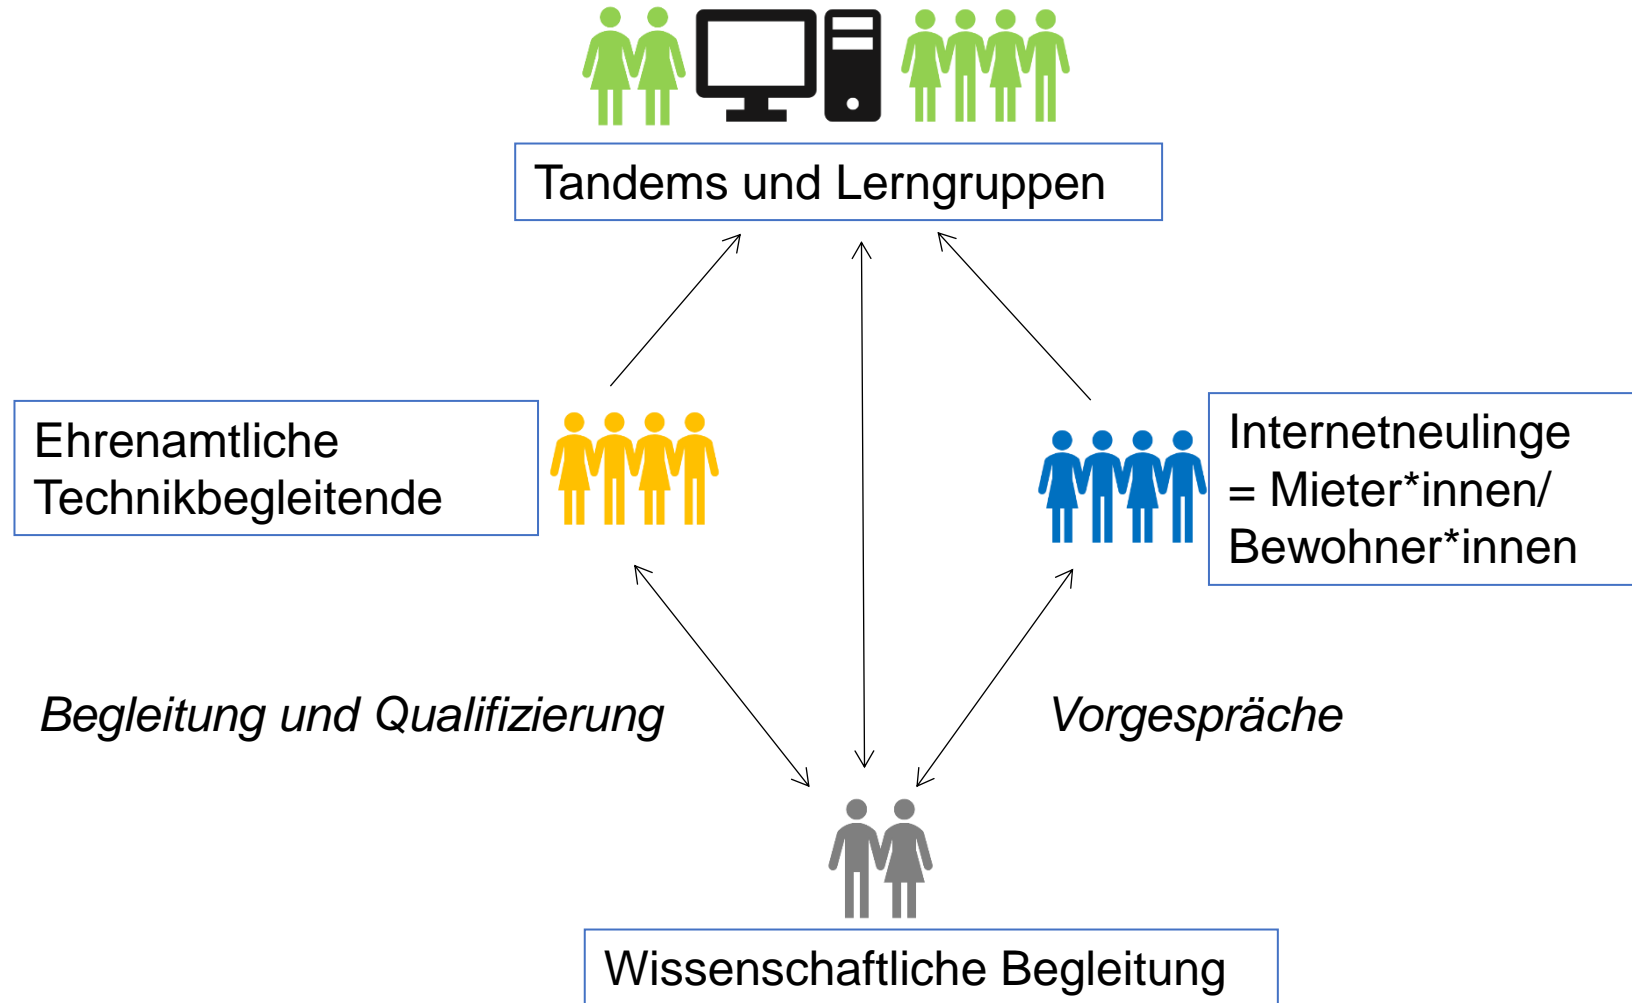 Tandems und Lerngruppen
Ehrenamtliche
Technikbegleitende
Internetneulinge
= Mieter*innen/
Bewohner*innen
Begleitung und Qualifizierung
Vorgespräche
Wissenschaftliche Begleitung